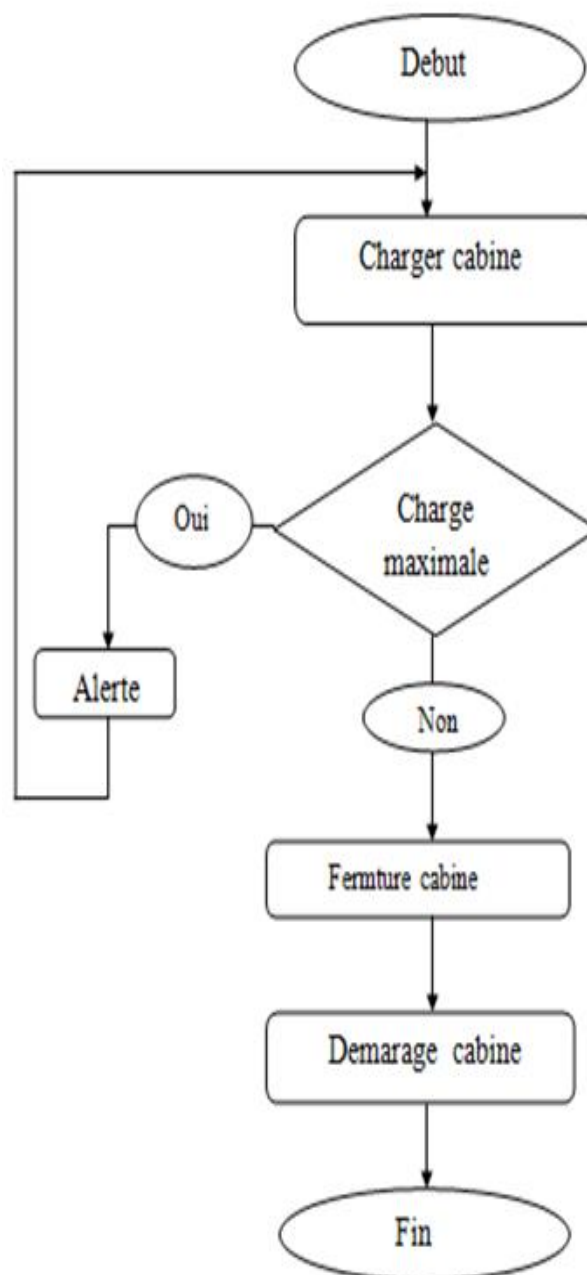 Debut
Charger cabine
Charge
maximale
Oui
Alerte
Non
Fermture cabine
Demarage cabine
Fin